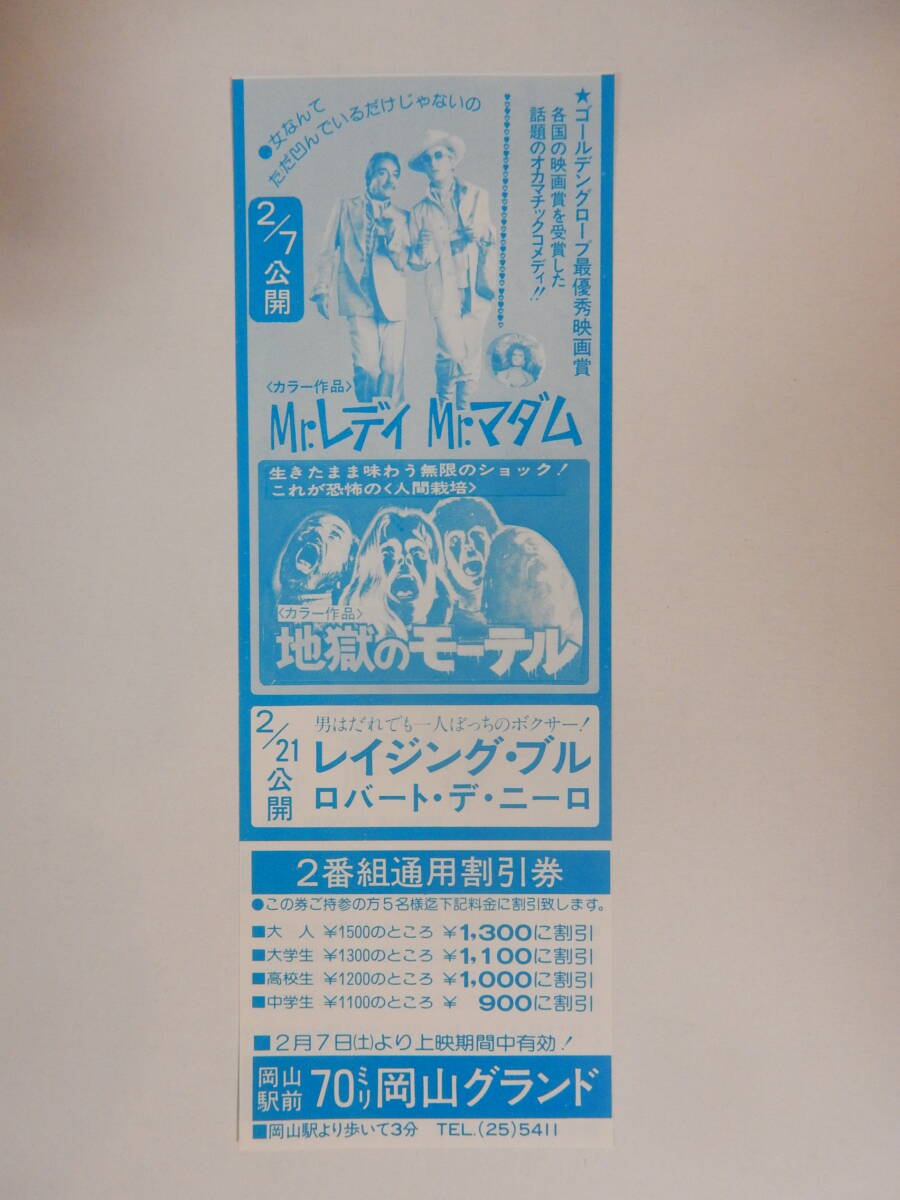 ★ゴールデングローブ最優秀映画賞
各国の映画賞を受賞した
話題のオカマチックコメディ!!
●女なんて
ただ凹んでいるだけじゃないの
2/7公開
〈カラー作品〉
Mr.レディ Mr.マダム
生きたまま味わう無限のショック!
これが恐怖の〈人間栽培〉
〈カラー作品〉
地獄のモーテル
2/21公開
男はだれでも一人ぼっちのボクサー!
レイジング・ブル
ロバート・デ・ニーロ
2番組通用割引券
●この券ご持参の方5名様迄下記料金に割引致します。
■大 人 ¥1500のところ ¥1,300に割引
■大学生 ¥1300のところ ¥1,100に割引
■高校生 ¥1200のところ ¥1,000に割引
■中学生 ¥1100のところ ¥ 900に割引
■2月7日(土)より上映期間中有効!
岡山駅前 70ミリ岡山グランド
■岡山駅より歩いて3分 TEL.(25)5411